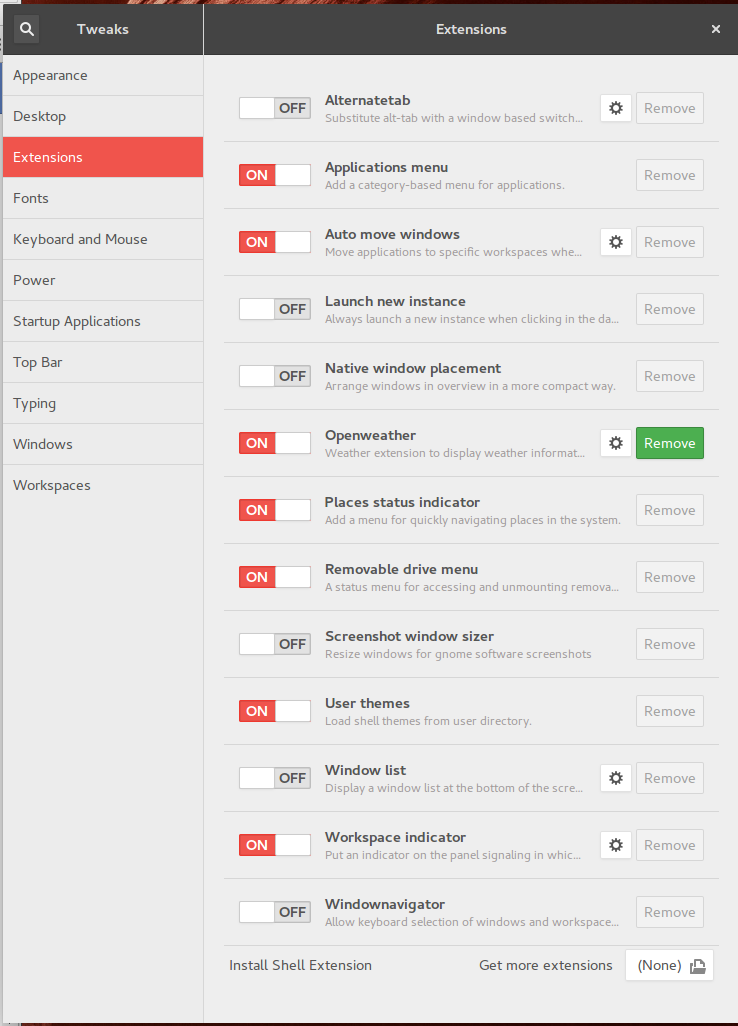 Tweaks
Extensions
Appearance
Desktop
Extensions
Fonts
Keyboard and Mouse
Power
Startup Applications
Top Bar
Typing
Windows
Workspaces
OFF Alternatetab Remove
Substitute alt-tab with a window based switch...
ON Applications menu Remove
Add a category-based menu for applications.
ON Auto move windows Remove
Move applications to specific workspaces whe...
OFF Launch new instance Remove
Always launch a new instance when clicking in the da...
OFF Native window placement Remove
Arrange windows in overview in a more compact way.
ON Openweather Remove
Weather extension to display weather informat...
ON Places status indicator Remove
Add a menu for quickly navigating places in the system.
ON Removable drive menu Remove
A status menu for accessing and unmounting remova...
OFF Screenshot window sizer Remove
Resize windows for gnome software screenshots
ON User themes Remove
Load shell themes from user directory.
OFF Window list Remove
Display a window list at the bottom of the scre...
ON Workspace indicator Remove
Put an indicator on the panel signaling in whic...
OFF Windownavigator Remove
Allow keyboard selection of windows and workspace...
Install Shell Extension Get more extensions (None)